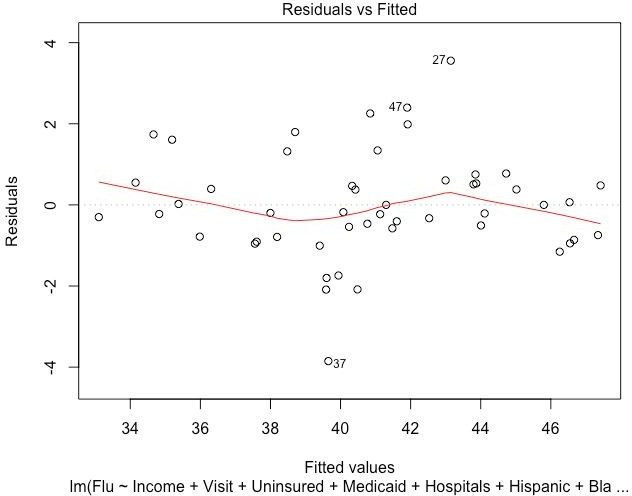 Residuals vs Fitted
4
27
47
2
Residuals
0
-2
37
-4
34 36 38 40 42 44 46
Fitted values
lm(Flu ~ Income + Visit + Uninsured + Medicaid + Hospitals + Hispanic + Bla ...